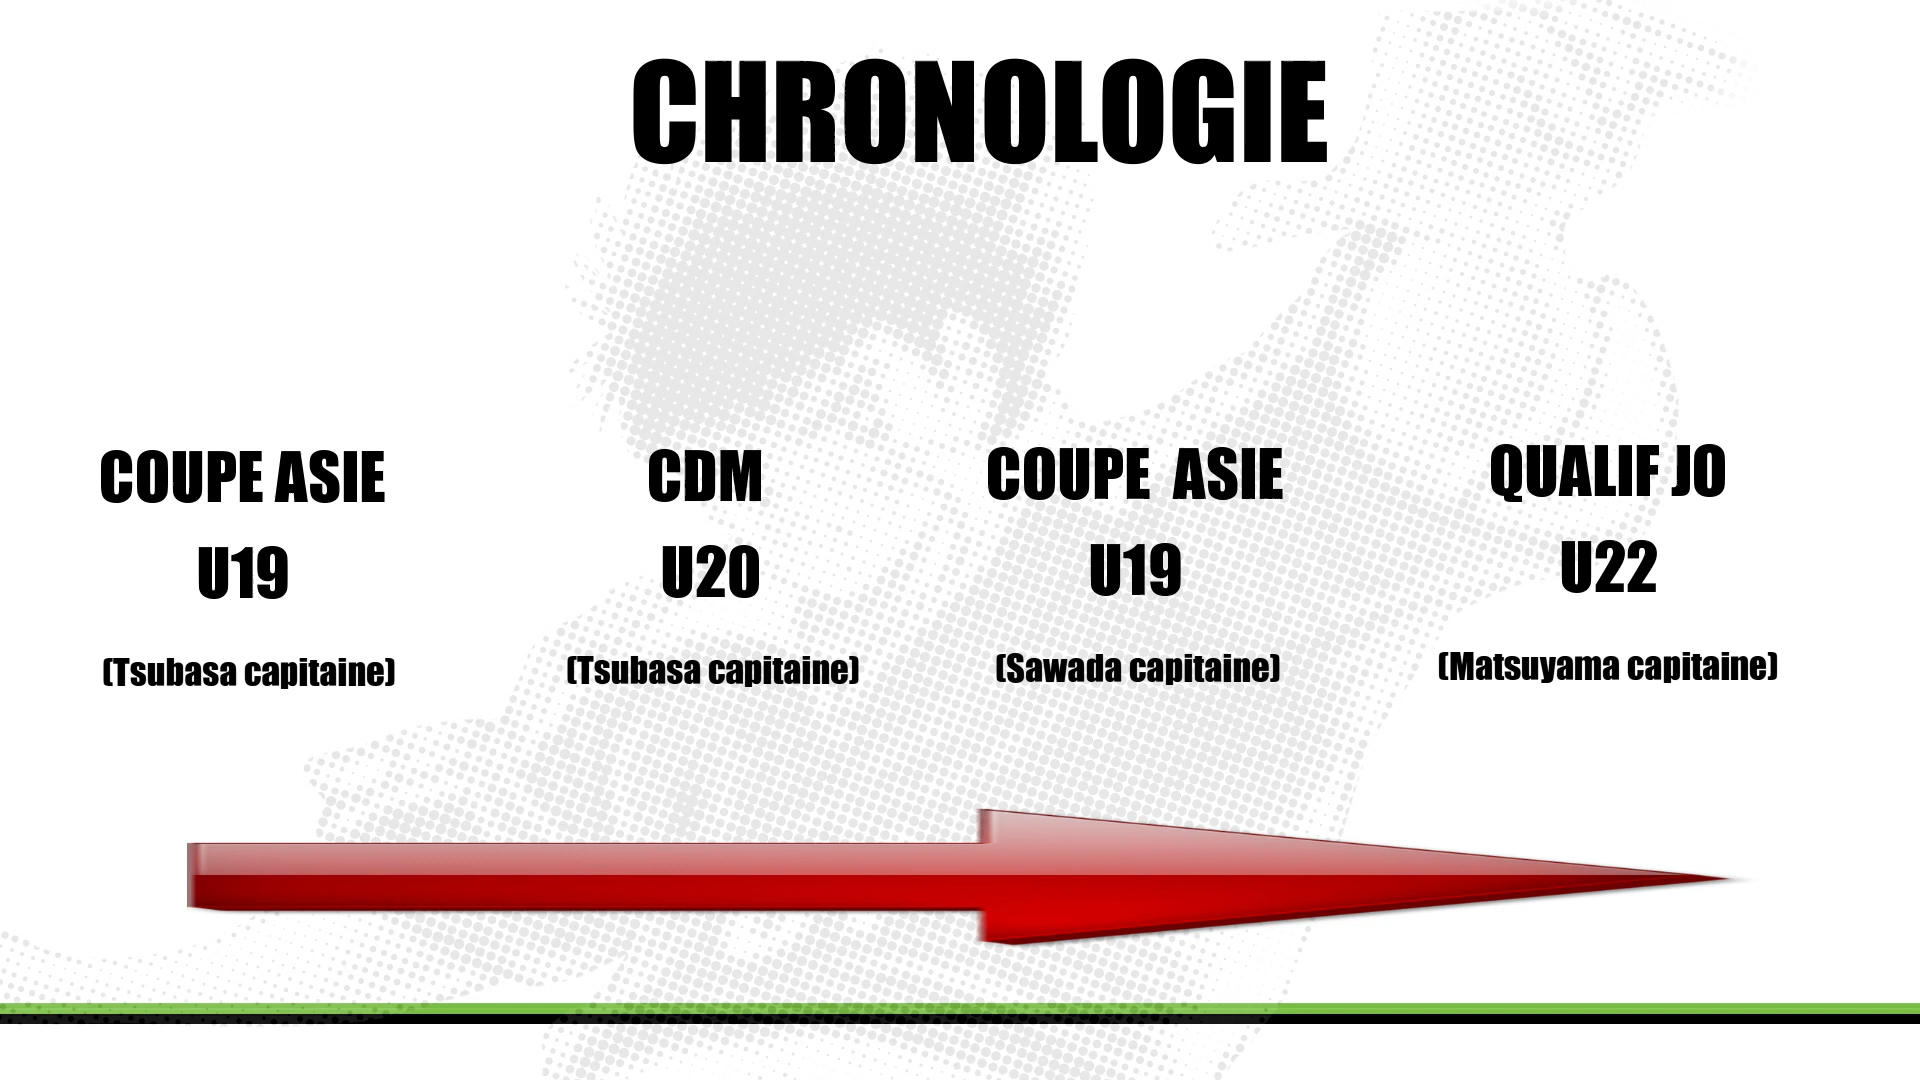 CHRONOLOGIE
COUPE ASIE
U19
(Tsubasa capitaine)
CDM
U20
(Tsubasa capitaine)
COUPE ASIE
U19
(Sawada capitaine)
QUALIF JO
U22
(Matsuyama capitaine)